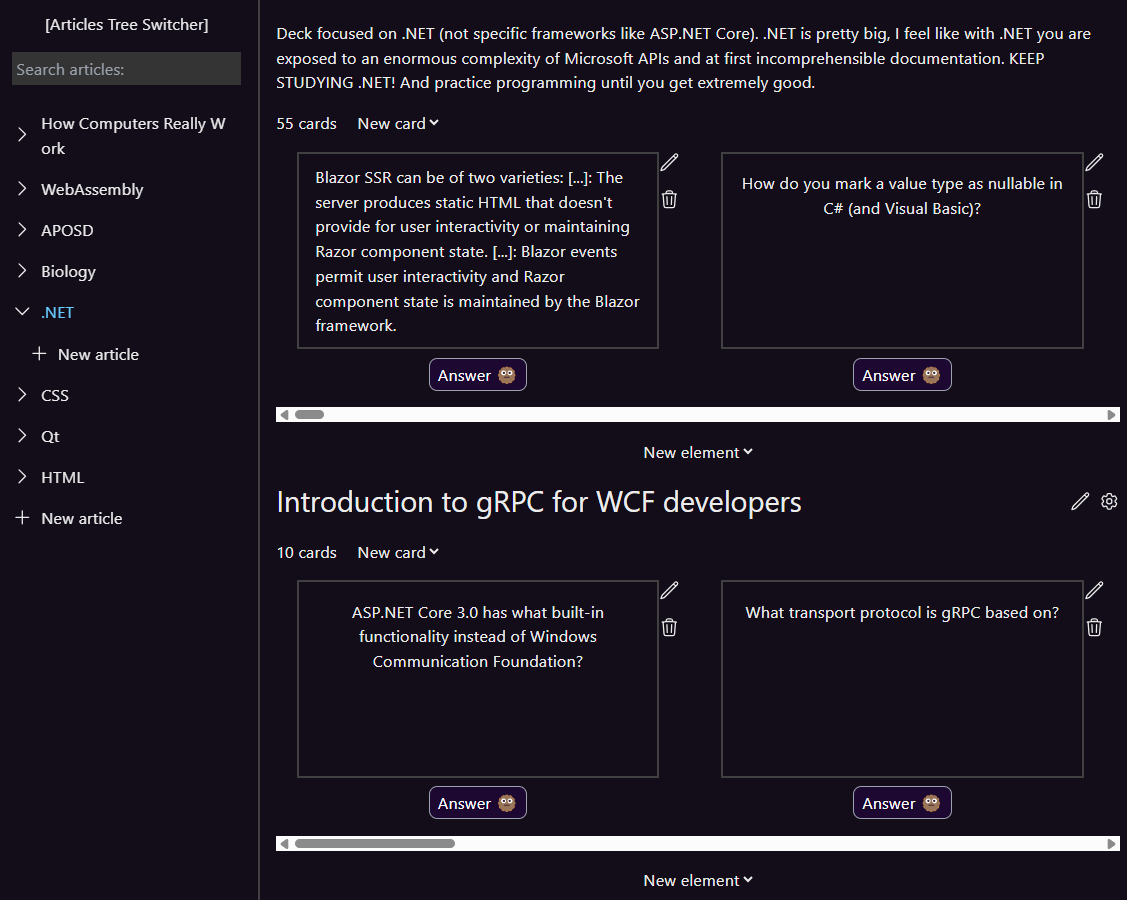 [Articles Tree Switcher]
Search articles:
How Computers Really W
ork
WebAssembly
APOSD
Biology
.NET
New article
CSS
Qt
HTML
New article
Deck focused on .NET (not specific frameworks like ASP.NET Core). .NET is pretty big, I feel like with .NET you are
exposed to an enormous complexity of Microsoft APIs and at first incomprehensible documentation. KEEP
STUDYING .NET! And practice programming until you get extremely good.
55 cards New card
Blazor SSR can be of two varieties: [...]: The
server produces static HTML that doesn't
provide for user interactivity or maintaining
Razor component state. [...]: Blazor events
permit user interactivity and Razor
component state is maintained by the Blazor
framework.
Answer
How do you mark a value type as nullable in
C# (and Visual Basic)?
Answer
New element
Introduction to gRPC for WCF developers
10 cards New card
ASP.NET Core 3.0 has what built-in
functionality instead of Windows
Communication Foundation?
Answer
What transport protocol is gRPC based on?
Answer
New element